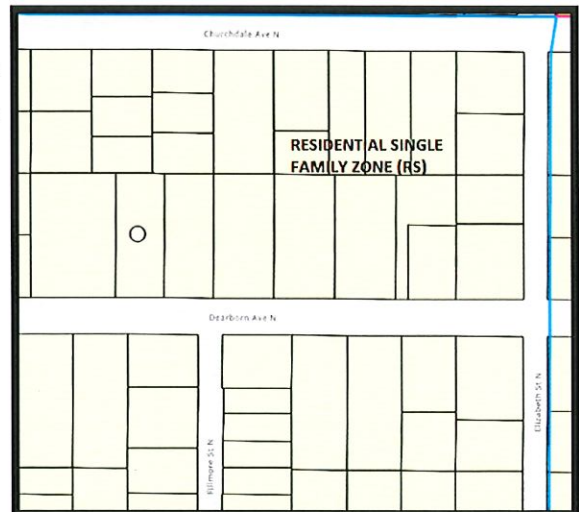 Churchdale Ave N
RESIDENTIAL SINGLE
FAMILY ZONE (RS)
Dearborn Ave N
Elizabeth St N
Fillmore St N